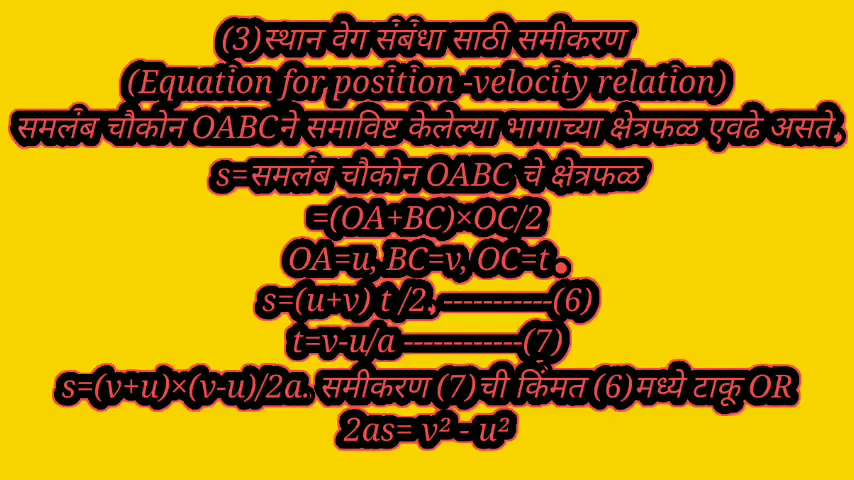 (3)स्थान वेग संबंधा साठी समीकरण
(Equation for position -velocity relation)
समलंब चौकोन OABCने समाविष्ट केलेल्या भागाच्या क्षेत्रफळ एवढे असते,
s=समलंब चौकोन OABC चे क्षेत्रफळ
=(OA+BC)×OC/2
OA=u, BC=v, OC=t.
s=(u+v) t /2, -----------(6)
t=v-u/a ------------(7)
s=(v+u)×(v-u)/2a. समीकरण (7)ची किंमत (6)मध्ये टाकू OR
2as= v² - u²